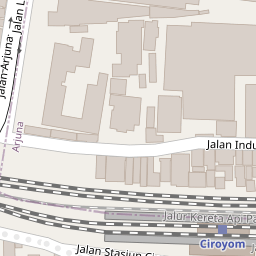 Jalan Arjuna
Jalan L
Arjuna
Jalan Indu
Jalur Kereta Api Pa
Ciroyom
Jalan Stasiun Ci